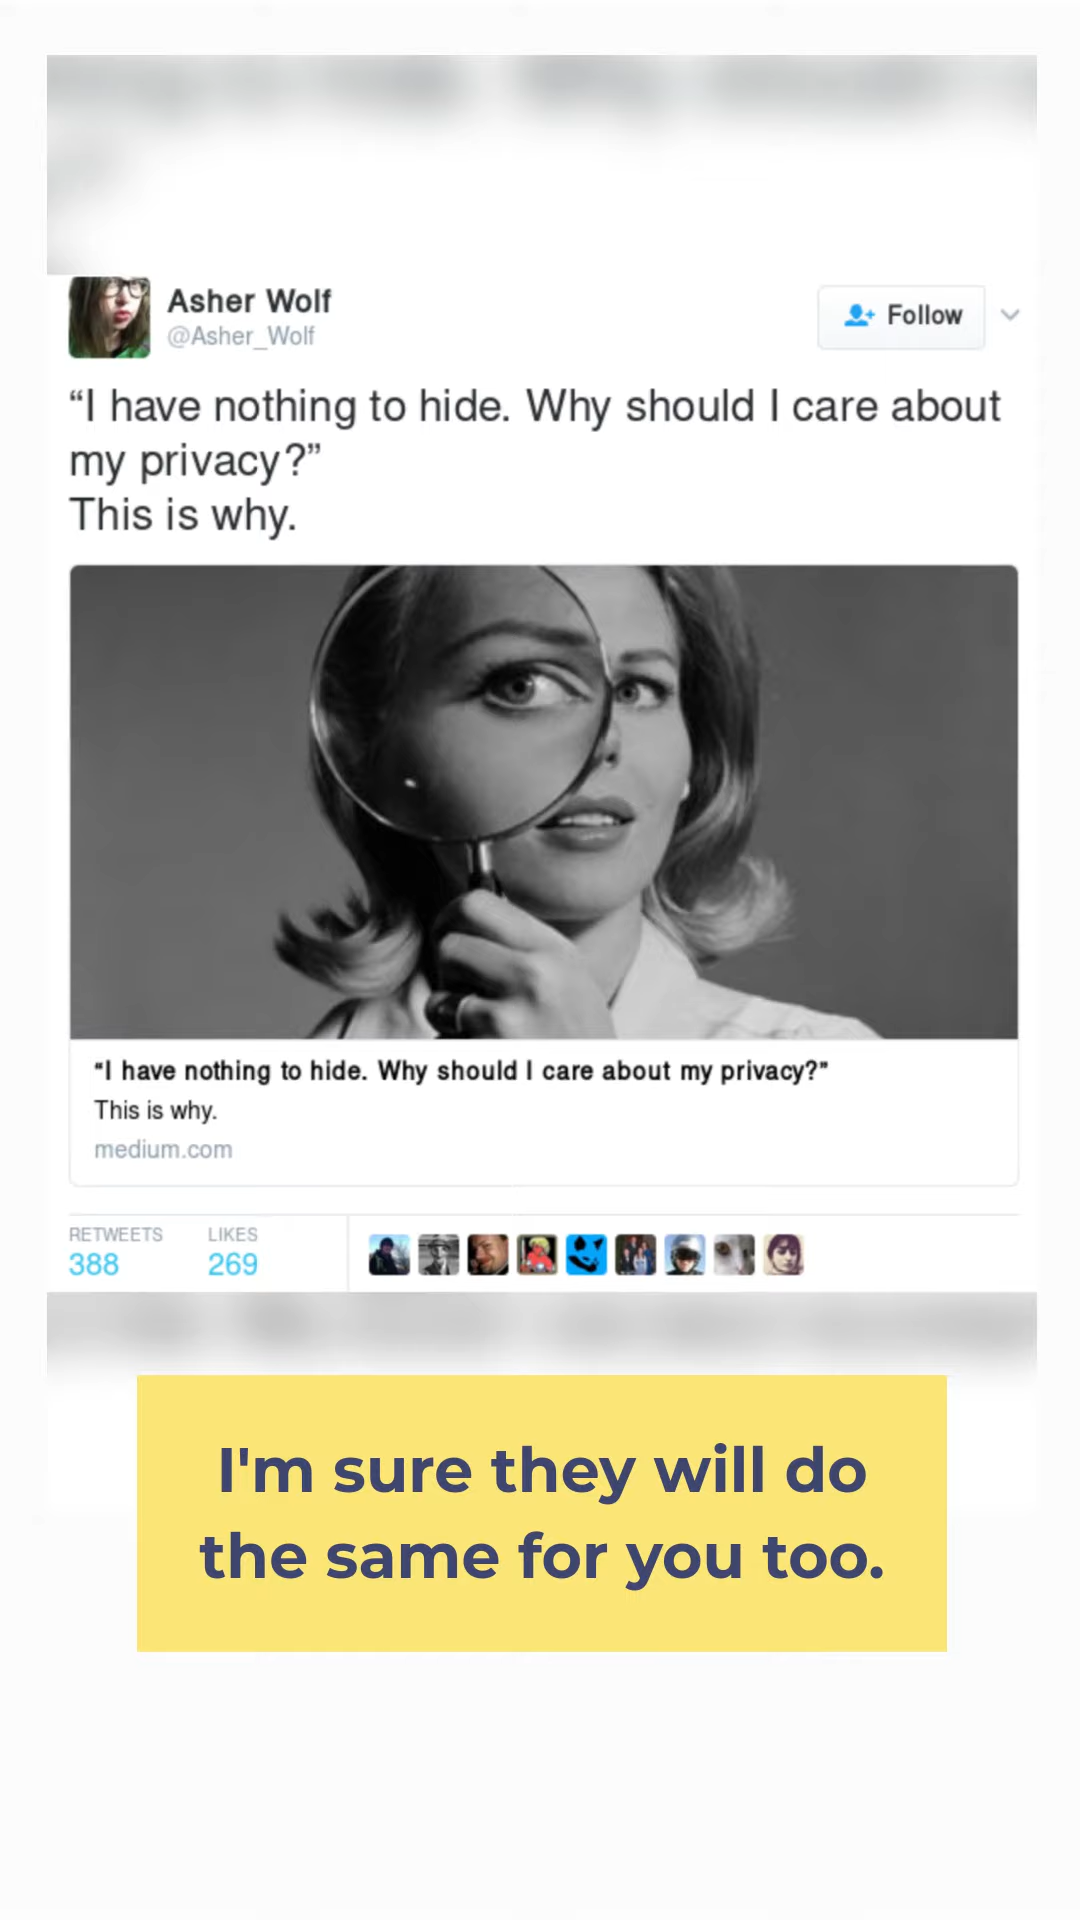 Asher Wolf
@Asher_Wolf
Follow
“I have nothing to hide. Why should I care about
my privacy?”
This is why.
“I have nothing to hide. Why should I care about my privacy?”
This is why.
medium.com
RETWEETS
388
LIKES
269
I'm sure they will do
the same for you too.